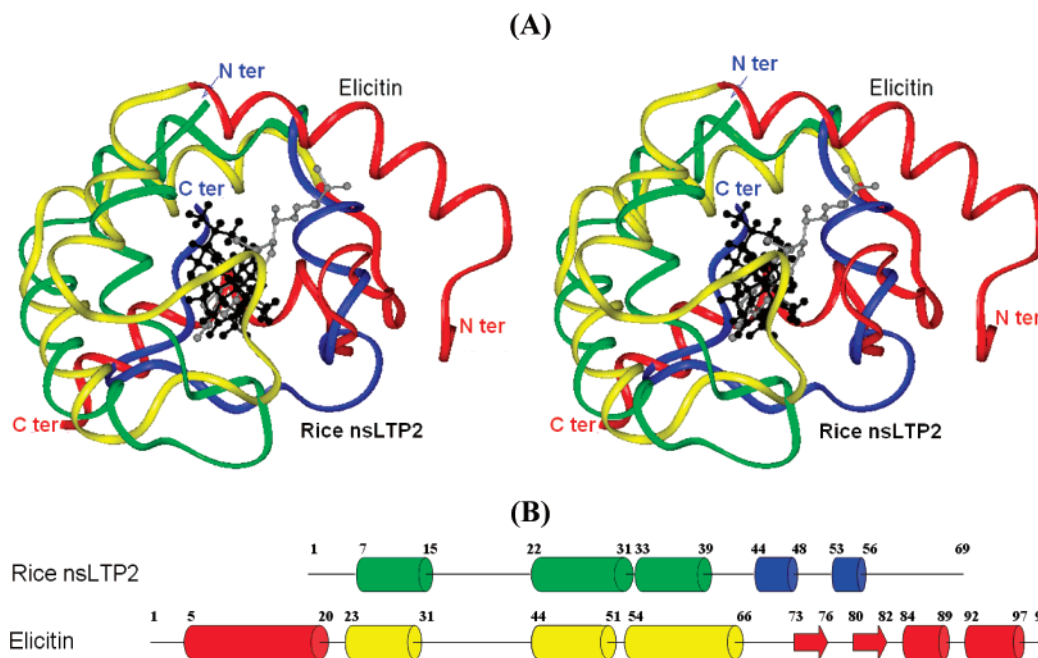 (A)
N ter
Elicitin
C ter
N ter
C ter
Rice nsLTP2
N ter
Elicitin
C ter
N ter
C ter
Rice nsLTP2
(B)
Rice nsLTP2 1 7 15 22 31 33 39 44 48 53 56 69
Elicitin 1 5 20 23 31 44 51 54 66 73 76 80 82 84 89 92 97